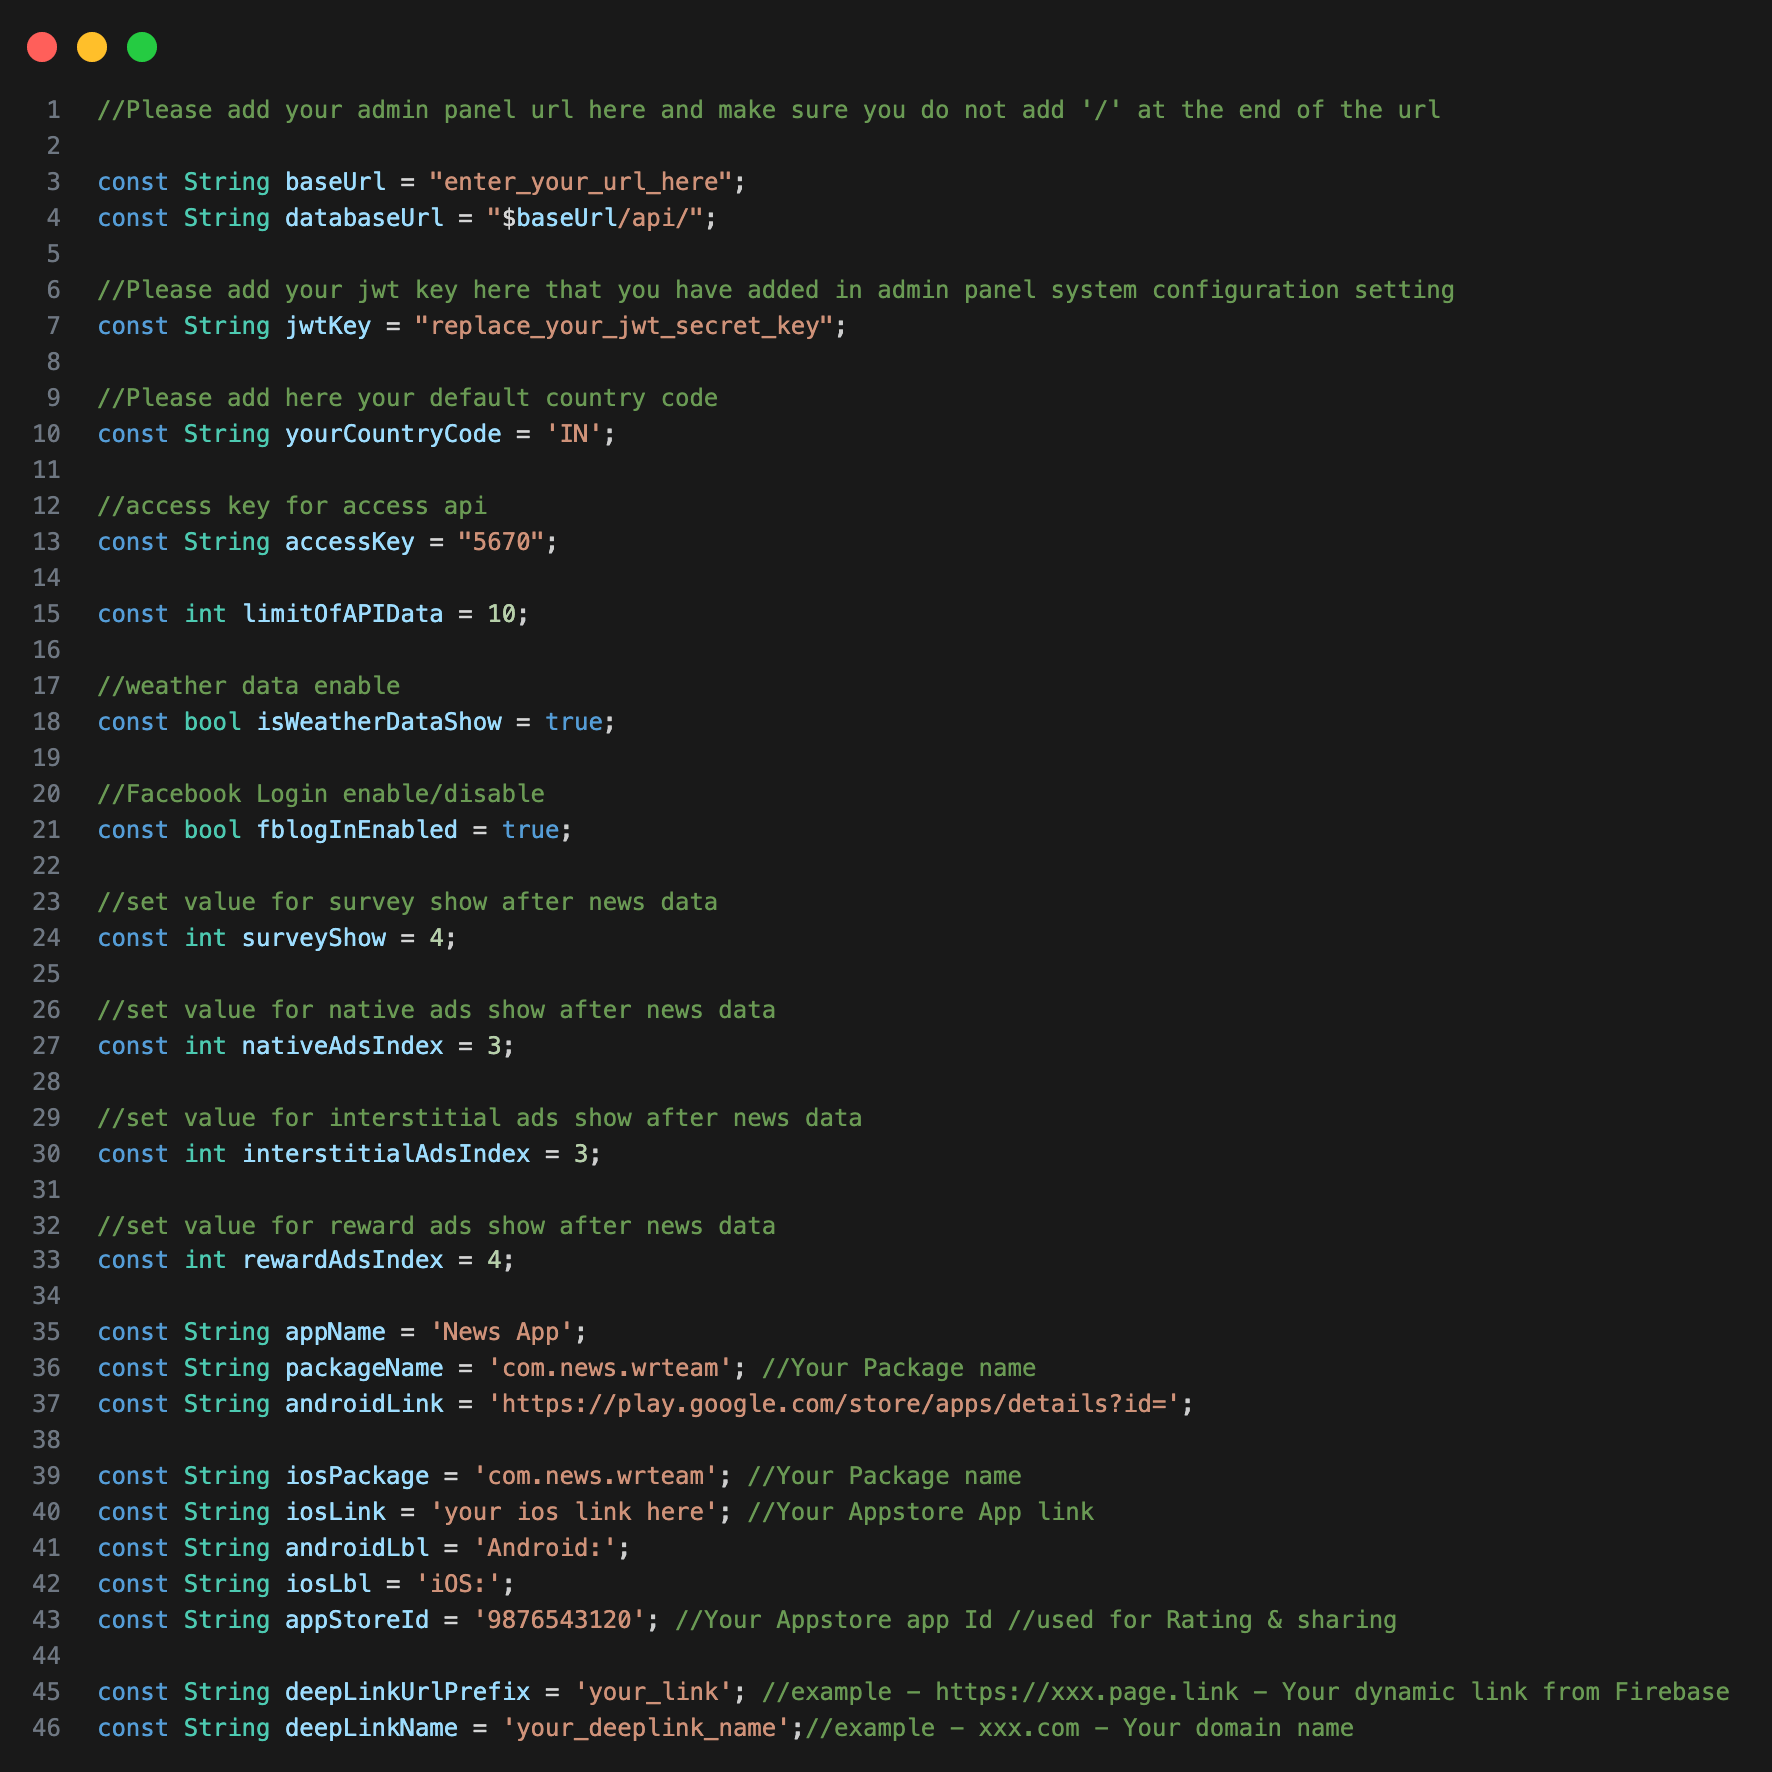 1 //Please add your admin panel url here and make sure you do not add '/' at the end of the url
2
3 const String baseUrl = "enter_your_url_here";
4 const String databaseUrl = "$baseUrl/api/";
5
6 //Please add your jwt key here that you have added in admin panel system configuration setting
7 const String jwtKey = "replace_your_jwt_secret_key";
8
9 //Please add here your default country code
10 const String yourCountryCode = 'IN';
11
12 //access key for access api
13 const String accessKey = "5670";
14
15 const int limitOfAPIData = 10;
16
17 //weather data enable
18 const bool isWeatherDataShow = true;
19
20 //Facebook Login enable/disable
21 const bool fblogInEnabled = true;
22
23 //set value for survey show after news data
24 const int surveyShow = 4;
25
26 //set value for native ads show after news data
27 const int nativeAdsIndex = 3;
28
29 //set value for interstitial ads show after news data
30 const int interstitialAdsIndex = 3;
31
32 //set value for reward ads show after news data
33 const int rewardAdsIndex = 4;
34
35 const String appName = 'News App';
36 const String packageName = 'com.news.wrteam'; //Your Package name
37 const String androidLink = 'https://play.google.com/store/apps/details?id=';
38
39 const String iosPackage = 'com.news.wrteam'; //Your Package name
40 const String iosLink = 'your ios link here'; //Your Appstore App link
41 const String androidLbl = 'Android:';
42 const String iosLbl = 'iOS:';
43 const String appStoreId = '9876543120'; //Your Appstore app Id //used for Rating & sharing
44
45 const String deepLinkUrlPrefix = 'your_link'; //example – https://xxx.page.link – Your dynamic link from Firebase
46 const String deepLinkName = 'your_deeplink_name';//example – xxx.com – Your domain name